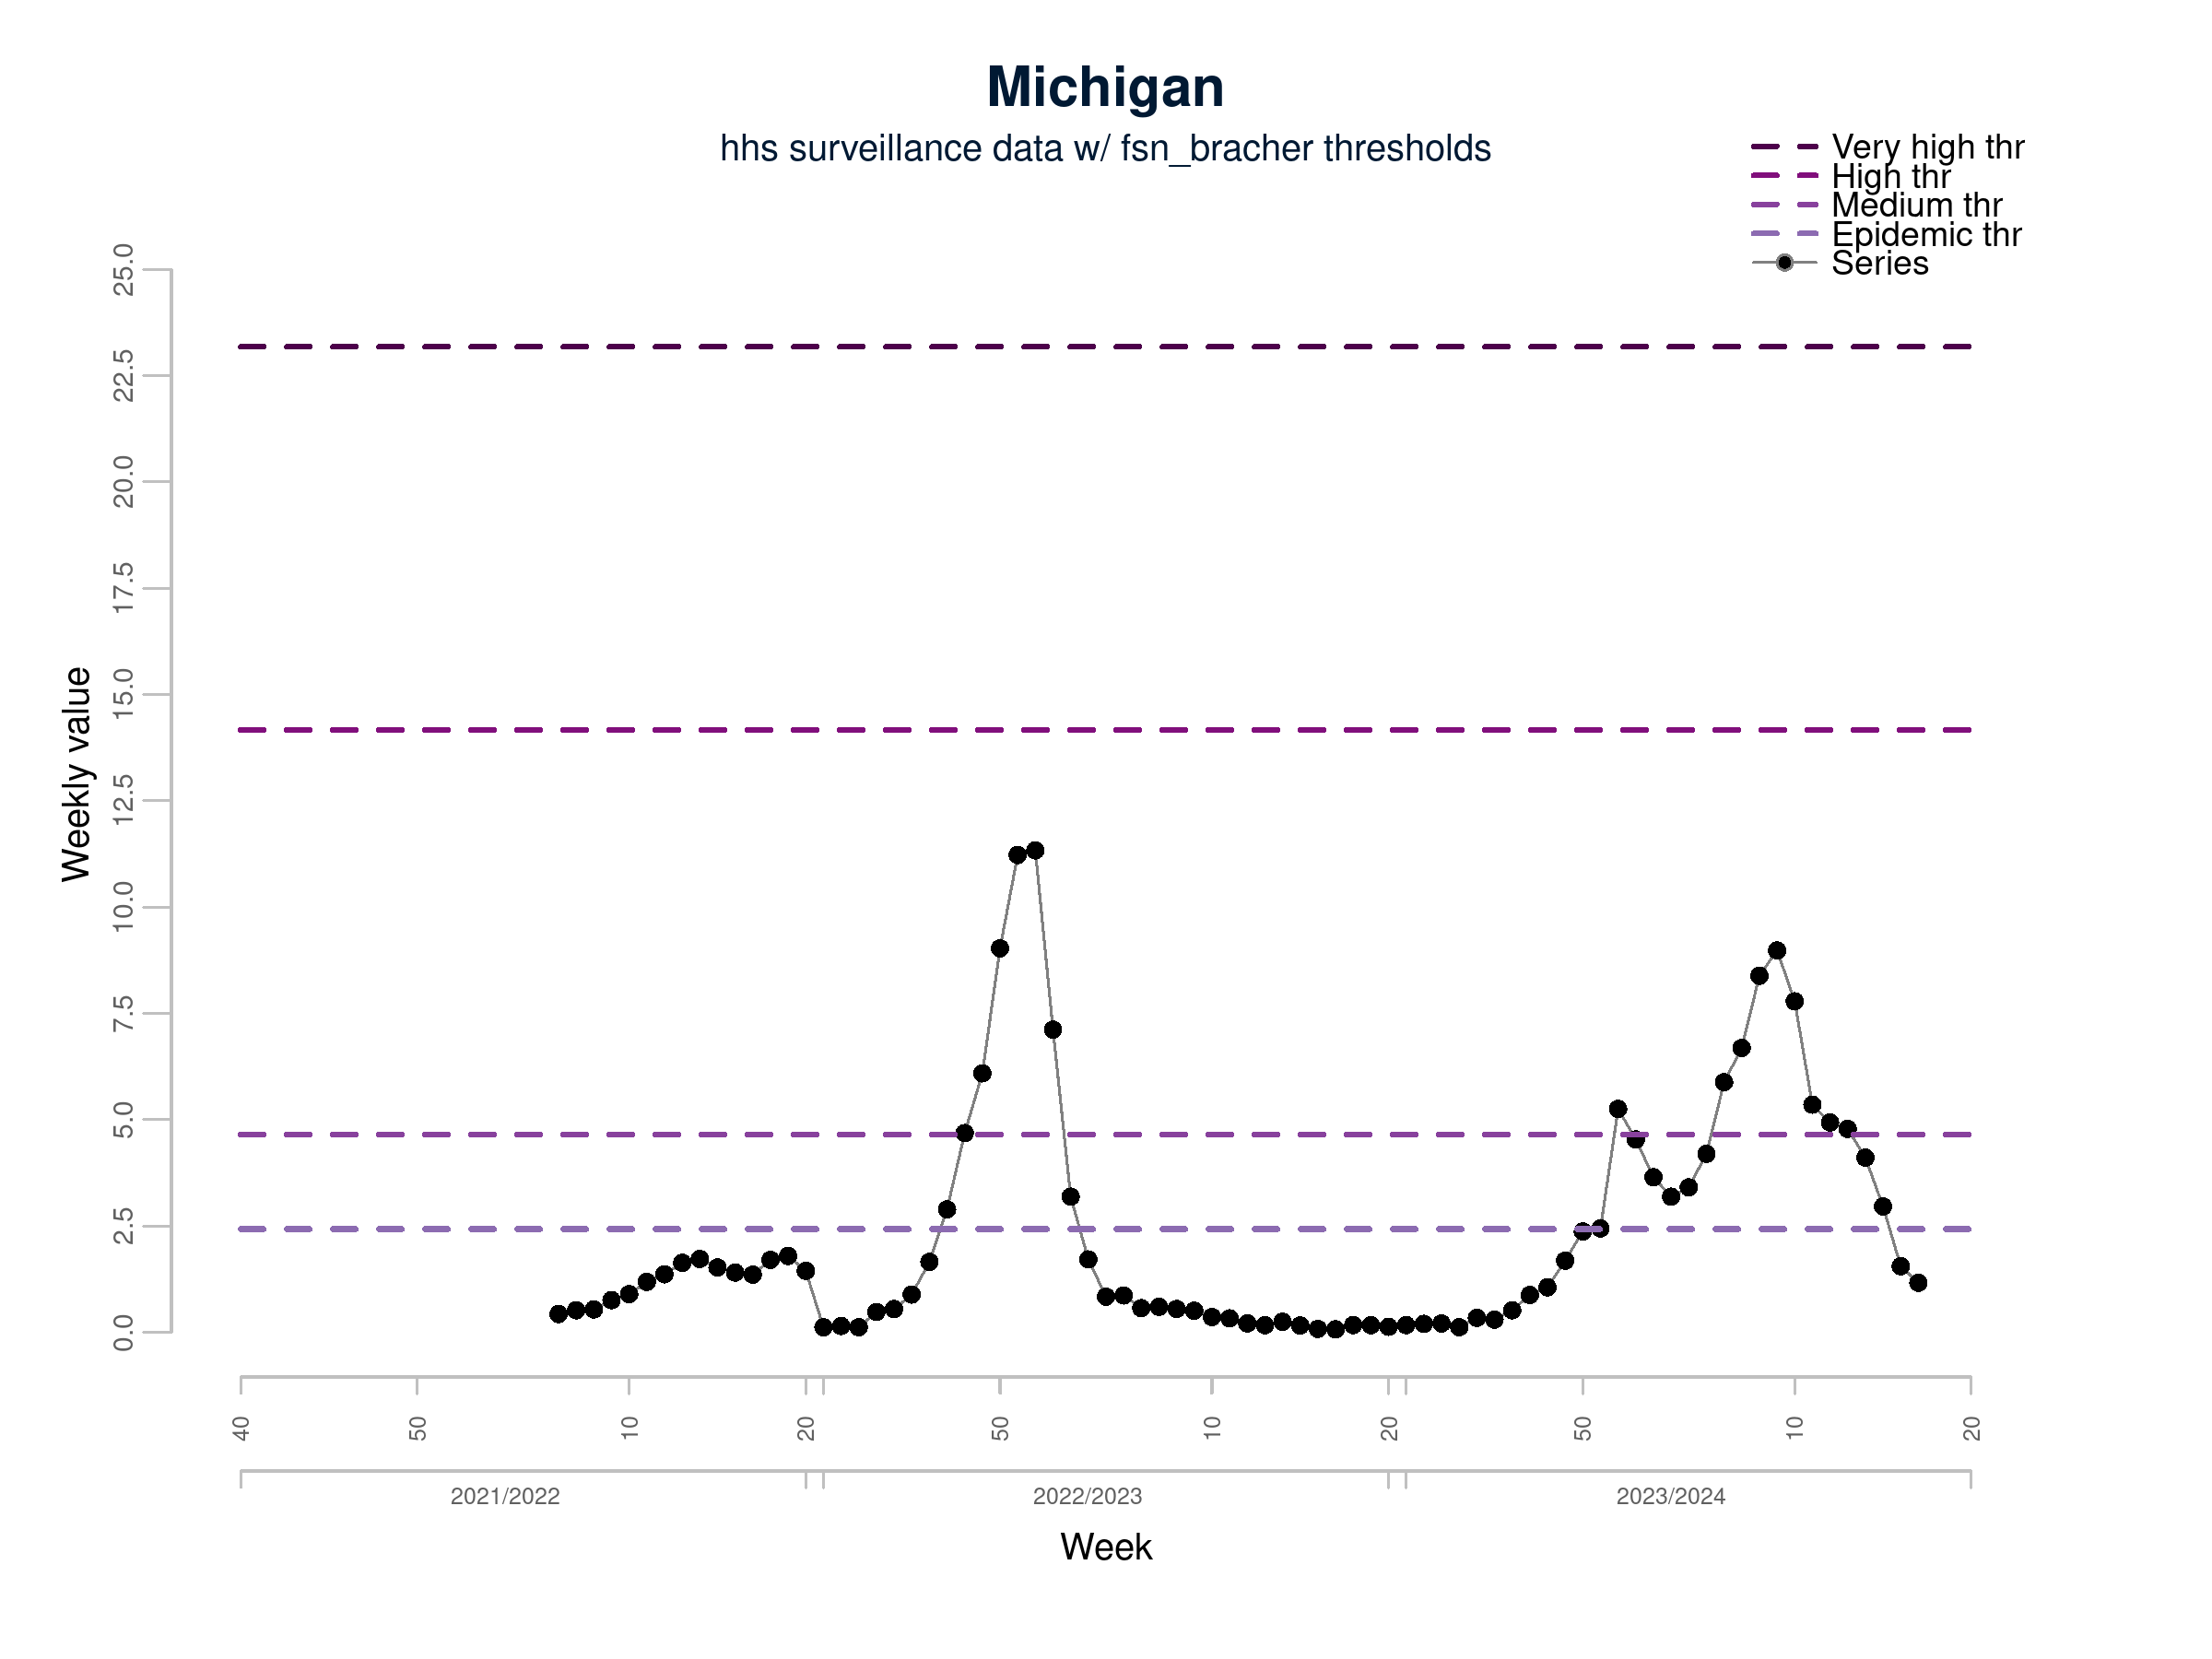 Michigan
hhs surveillance data w/ fsn_bracher thresholds
Very high thr
High thr
Medium thr
Epidemic thr
Series
25.0
22.5
20.0
17.5
15.0
12.5
10.0
7.5
5.0
2.5
0.0
Weekly value
40 50 10 20 50 10 20 50 10 20
2021/2022 2022/2023 2023/2024
Week